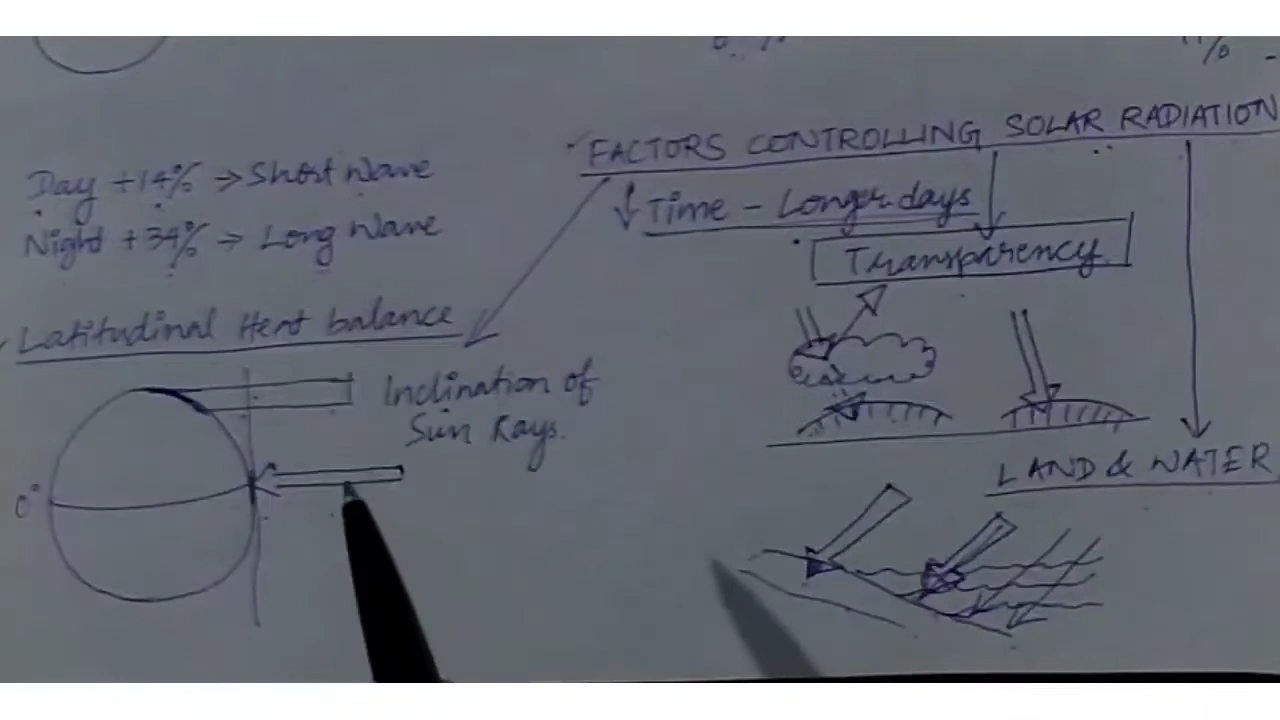 FACTORS CONTROLLING SOLAR RADIATION
Day +14% → Short Wave
Night +34% → Long Wave
Time - Longer days
Transparency
Latitudinal Heat balance
Inclination of
Sun Rays.
0°
LAND & WATER